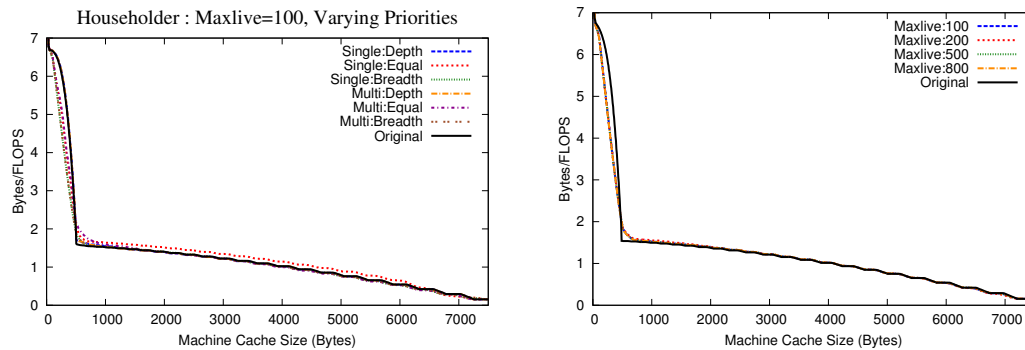 Householder : Maxlive=100, Varying Priorities
7
6
5
4
3
2
1
0
Bytes/FLOPS
0 1000 2000 3000 4000 5000 6000 7000
Machine Cache Size (Bytes)
Single:Depth
Single:Equal
Single:Breadth
Multi:Depth
Multi:Equal
Multi:Breadth
Original
7
6
5
4
3
2
1
0
Bytes/FLOPS
0 1000 2000 3000 4000 5000 6000 7000
Machine Cache Size (Bytes)
Maxlive:100
Maxlive:200
Maxlive:500
Maxlive:800
Original